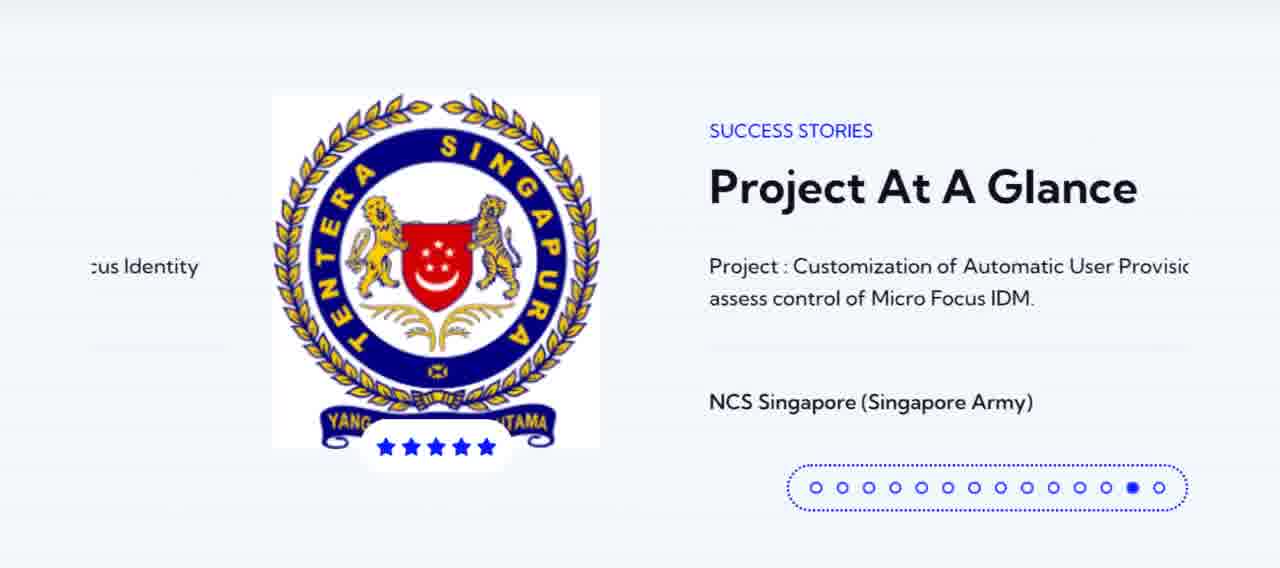 SUCCESS STORIES
Project At A Glance
cus Identity
Project : Customization of Automatic User Provisic
assess control of Micro Focus IDM.
NCS Singapore (Singapore Army)
TENTERA SINGAPURA
YANG UTAMA